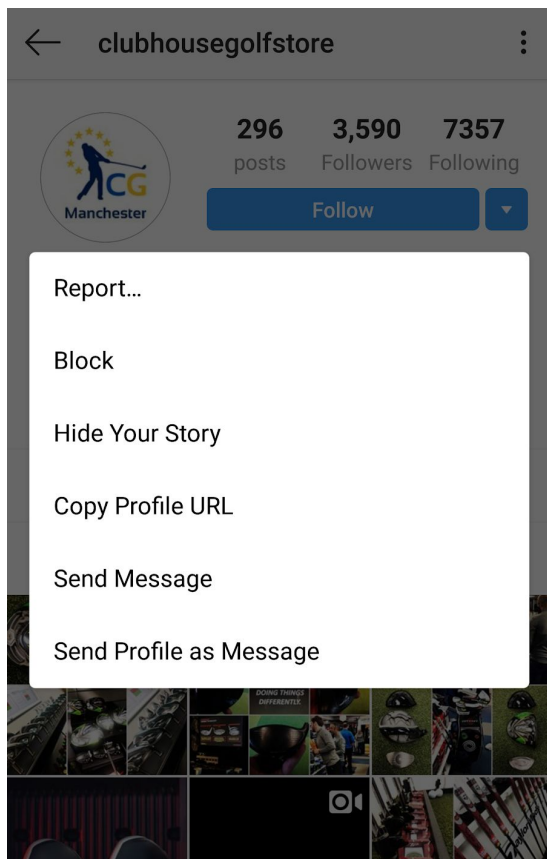 clubhousegolfstore
296 3,590 7357
posts Followers Following
CG
Manchester
Follow
Report...
Block
Hide Your Story
Copy Profile URL
Send Message
Send Profile as Message
DOING THINGS
DIFFERENTLY.